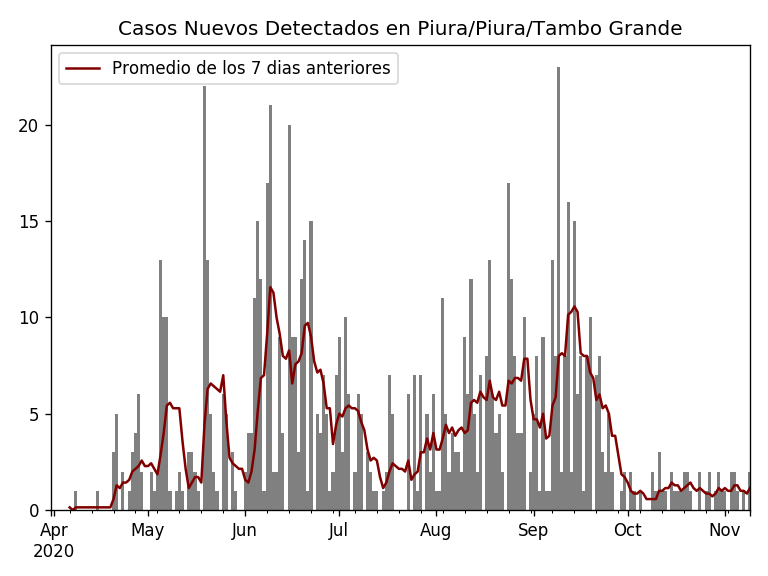 Casos Nuevos Detectados en Piura/Piura/Tambo Grande
Promedio de los 7 dias anteriores
20
15
10
5
0
Apr May Jun Jul Aug Sep Oct Nov
2020